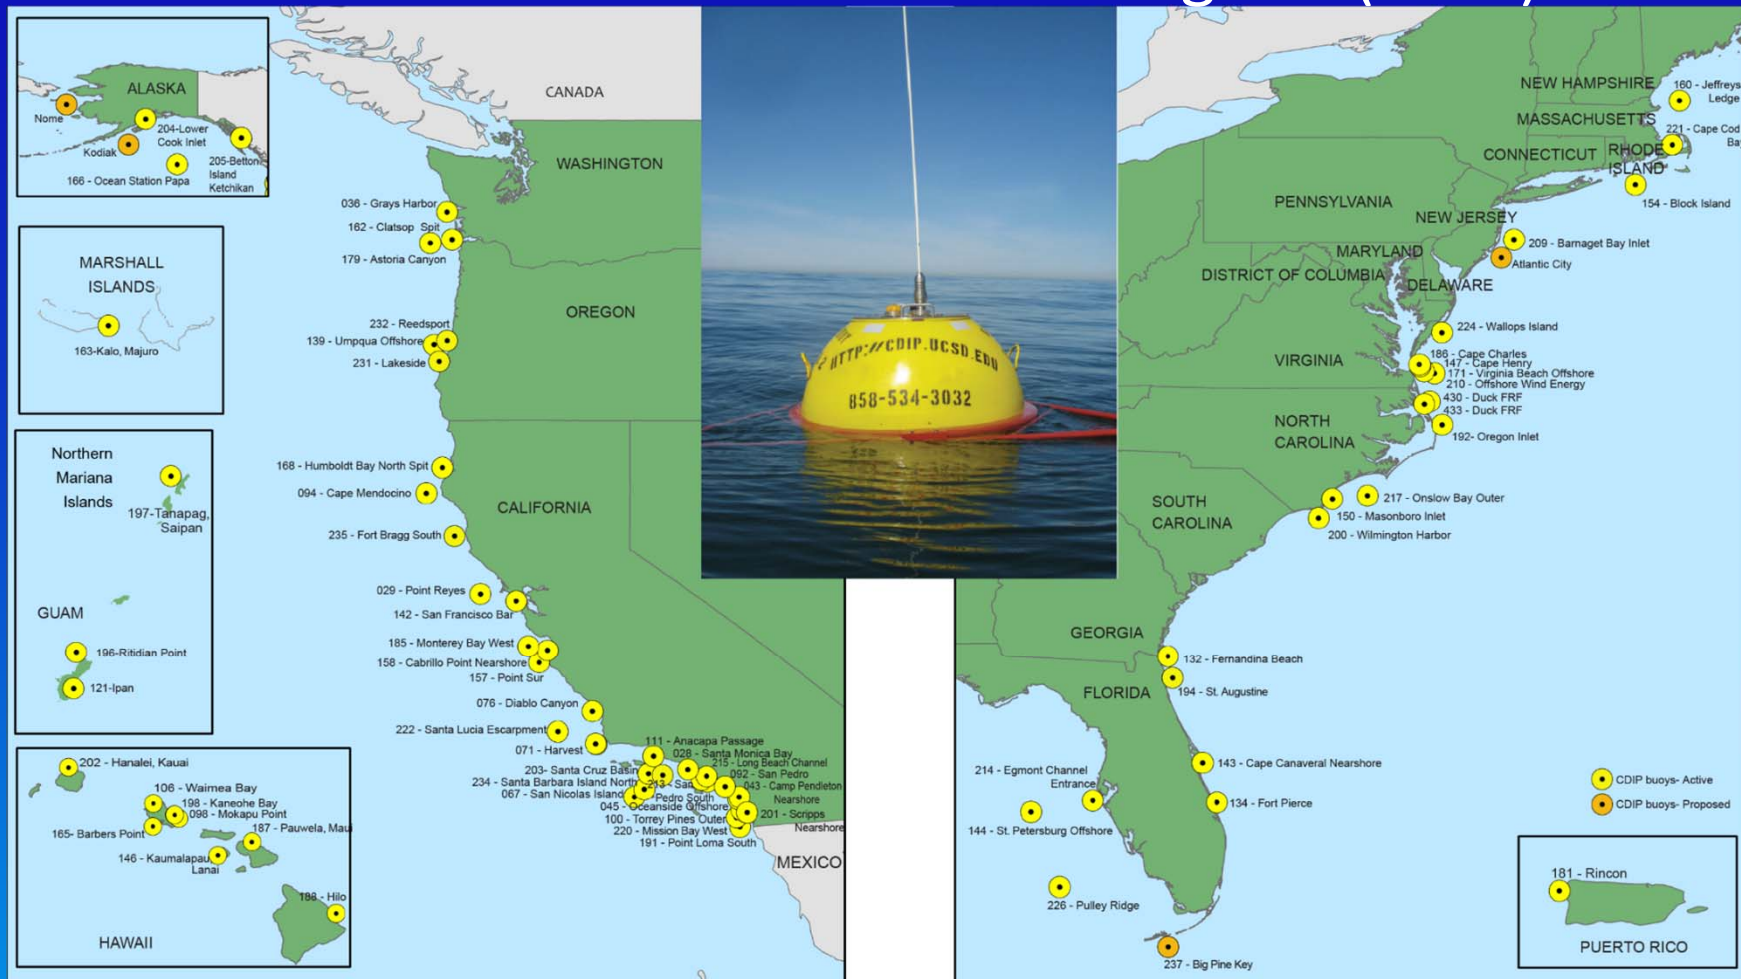 ALASKA
Nome
204-Lower
Cook Inlet
Kodiak
205-Betton
Island
Ketchikan
166 - Ocean Station Papa
MARSHALL
ISLANDS
163-Kalo, Majuro
Northern
Mariana
Islands
197-Tanapag,
Saipan
GUAM
196-Ritidian Point
121-Ipan
202 - Hanalei, Kauai
106 - Waimea Bay
198 - Kaneohe Bay
098 - Mokapu Point
165- Barbers Point
187 - Pauwela, Maui
146 - Kaumalapau,
Lanai
188 - Hilo
HAWAII
CANADA
WASHINGTON
036 - Grays Harbor
162 - Clatsop Spit
179 - Astoria Canyon
OREGON
232 - Reedsport
139 - Umpqua Offshore
231 - Lakeside
168 - Humboldt Bay North Spit
094 - Cape Mendocino
CALIFORNIA
235 - Fort Bragg South
029 - Point Reyes
142 - San Francisco Bar
185 - Monterey Bay West
158 - Cabrillo Point Nearshore
157 - Point Sur
076 - Diablo Canyon
222 - Santa Lucia Escarpment
071 - Harvest
111 - Anacapa Passage
028 - Santa Monica Bay
215 - Long Beach Channel
203- Santa Cruz Basin
092 - San Pedro
234 - Santa Barbara Island North
213 - San
Pedro South
043 - Camp Pendleton
Nearshore
067 - San Nicolas Island
045 - Oceanside Offshore
201 - Scripps
Nearshore
100 - Torrey Pines Outer
220 - Mission Bay West
191 - Point Loma South
MEXICO
HTTP://CDIP.UCSD.EDU
858-534-3032
NEW HAMPSHIRE
160 - Jeffreys
Ledge
MASSACHUSETTS
221 - Cape Cod
Bay
CONNECTICUT
RHODE
ISLAND
154 - Block Island
PENNSYLVANIA
NEW JERSEY
209 - Barnaget Bay Inlet
Atlantic City
MARYLAND
DISTRICT OF COLUMBIA
DELAWARE
224 - Wallops Island
VIRGINIA
186 - Cape Charles
147 - Cape Henry
171 - Virginia Beach Offshore
210 - Offshore Wind Energy
430 - Duck FRF
433 - Duck FRF
192- Oregon Inlet
NORTH
CAROLINA
SOUTH
CAROLINA
217 - Onslow Bay Outer
150 - Masonboro Inlet
200 - Wilmington Harbor
GEORGIA
132 - Fernandina Beach
FLORIDA
194 - St. Augustine
143 - Cape Canaveral Nearshore
214 - Egmont Channel
Entrance
134 - Fort Pierce
144 - St. Petersburg Offshore
226 - Pulley Ridge
237 - Big Pine Key
CDIP buoys- Active
CDIP buoys- Proposed
181 - Rincon
PUERTO RICO